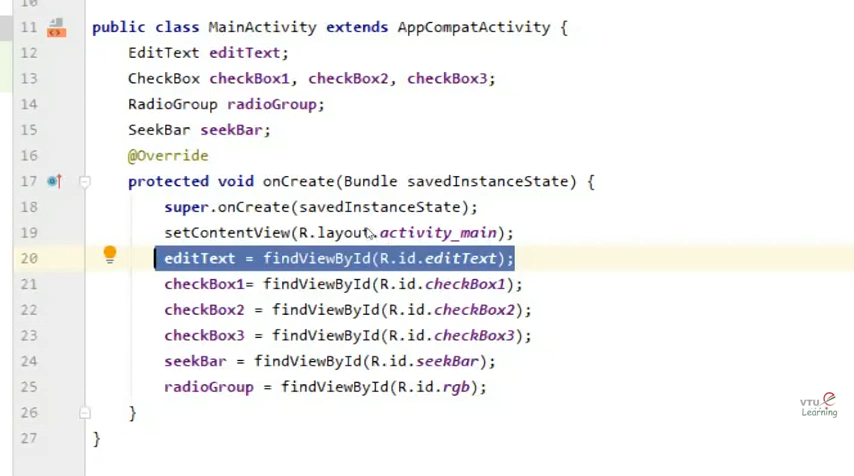 11 public class MainActivity extends AppCompatActivity {
12 EditText editText;
13 CheckBox checkBox1, checkBox2, checkBox3;
14 RadioGroup radioGroup;
15 SeekBar seekBar;
16 @Override
17 protected void onCreate(Bundle savedInstanceState) {
18 super.onCreate(savedInstanceState);
19 setContentView(R.layout.activity_main);
20 editText = findViewById(R.id.editText);
21 checkBox1= findViewById(R.id.checkBox1);
22 checkBox2 = findViewById(R.id.checkBox2);
23 checkBox3 = findViewById(R.id.checkBox3);
24 seekBar = findViewById(R.id.seekBar);
25 radioGroup = findViewById(R.id.rgb);
26 }
27 }
VTU e
Learning